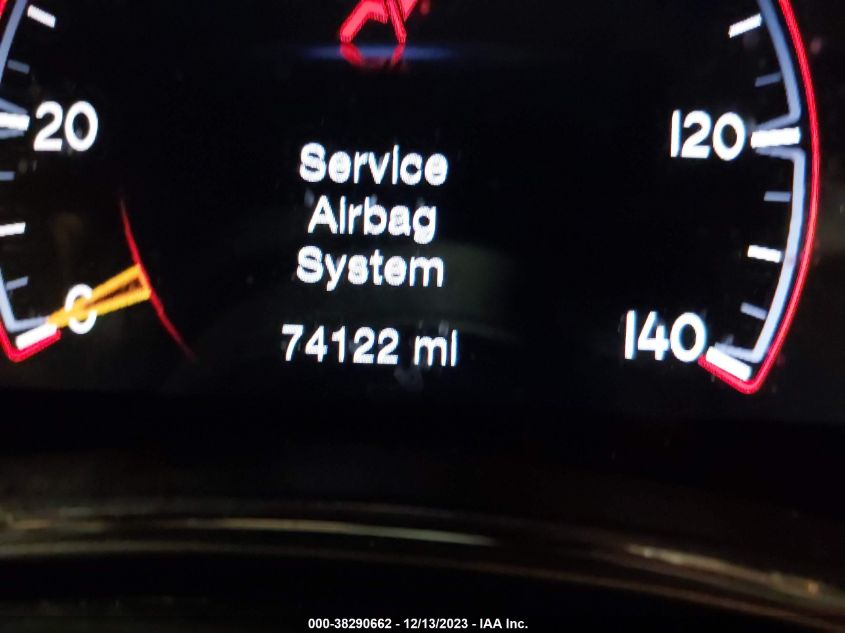 20
120
Service
Airbag
System
0
140
74122 mi
000-38290662 - 12/13/2023 - IAA Inc.